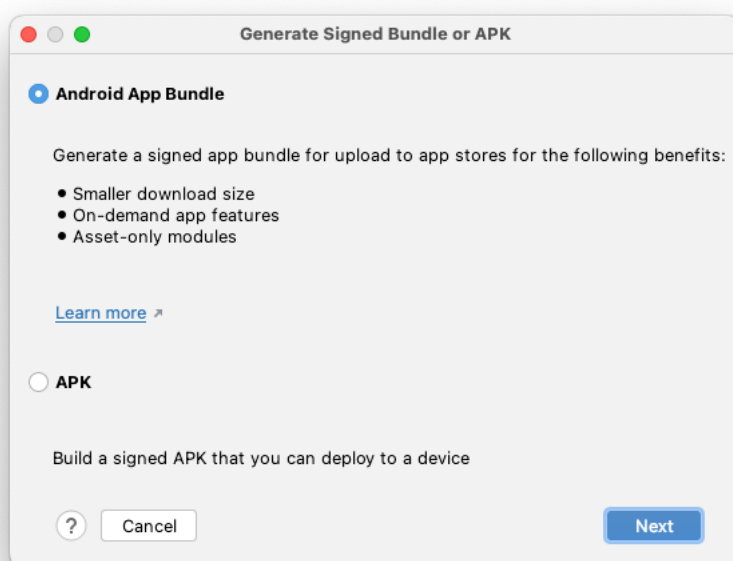 Generate Signed Bundle or APK
Android App Bundle
Generate a signed app bundle for upload to app stores for the following benefits:
• Smaller download size
• On-demand app features
• Asset-only modules
Learn more ↗
APK
Build a signed APK that you can deploy to a device
? Cancel Next